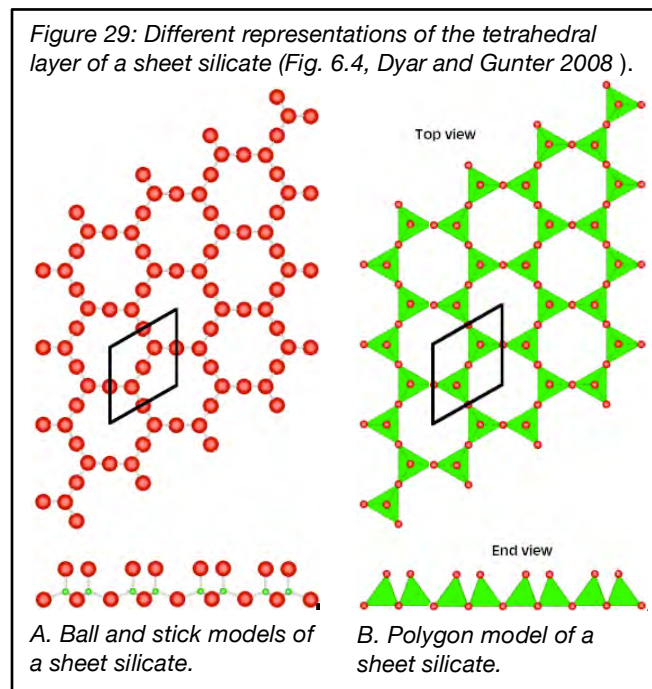 Figure 29: Different representations of the tetrahedral
layer of a sheet silicate (Fig. 6.4, Dyar and Gunter 2008 ).
Top view
End view
A. Ball and stick models of
a sheet silicate.
B. Polygon model of a
sheet silicate.